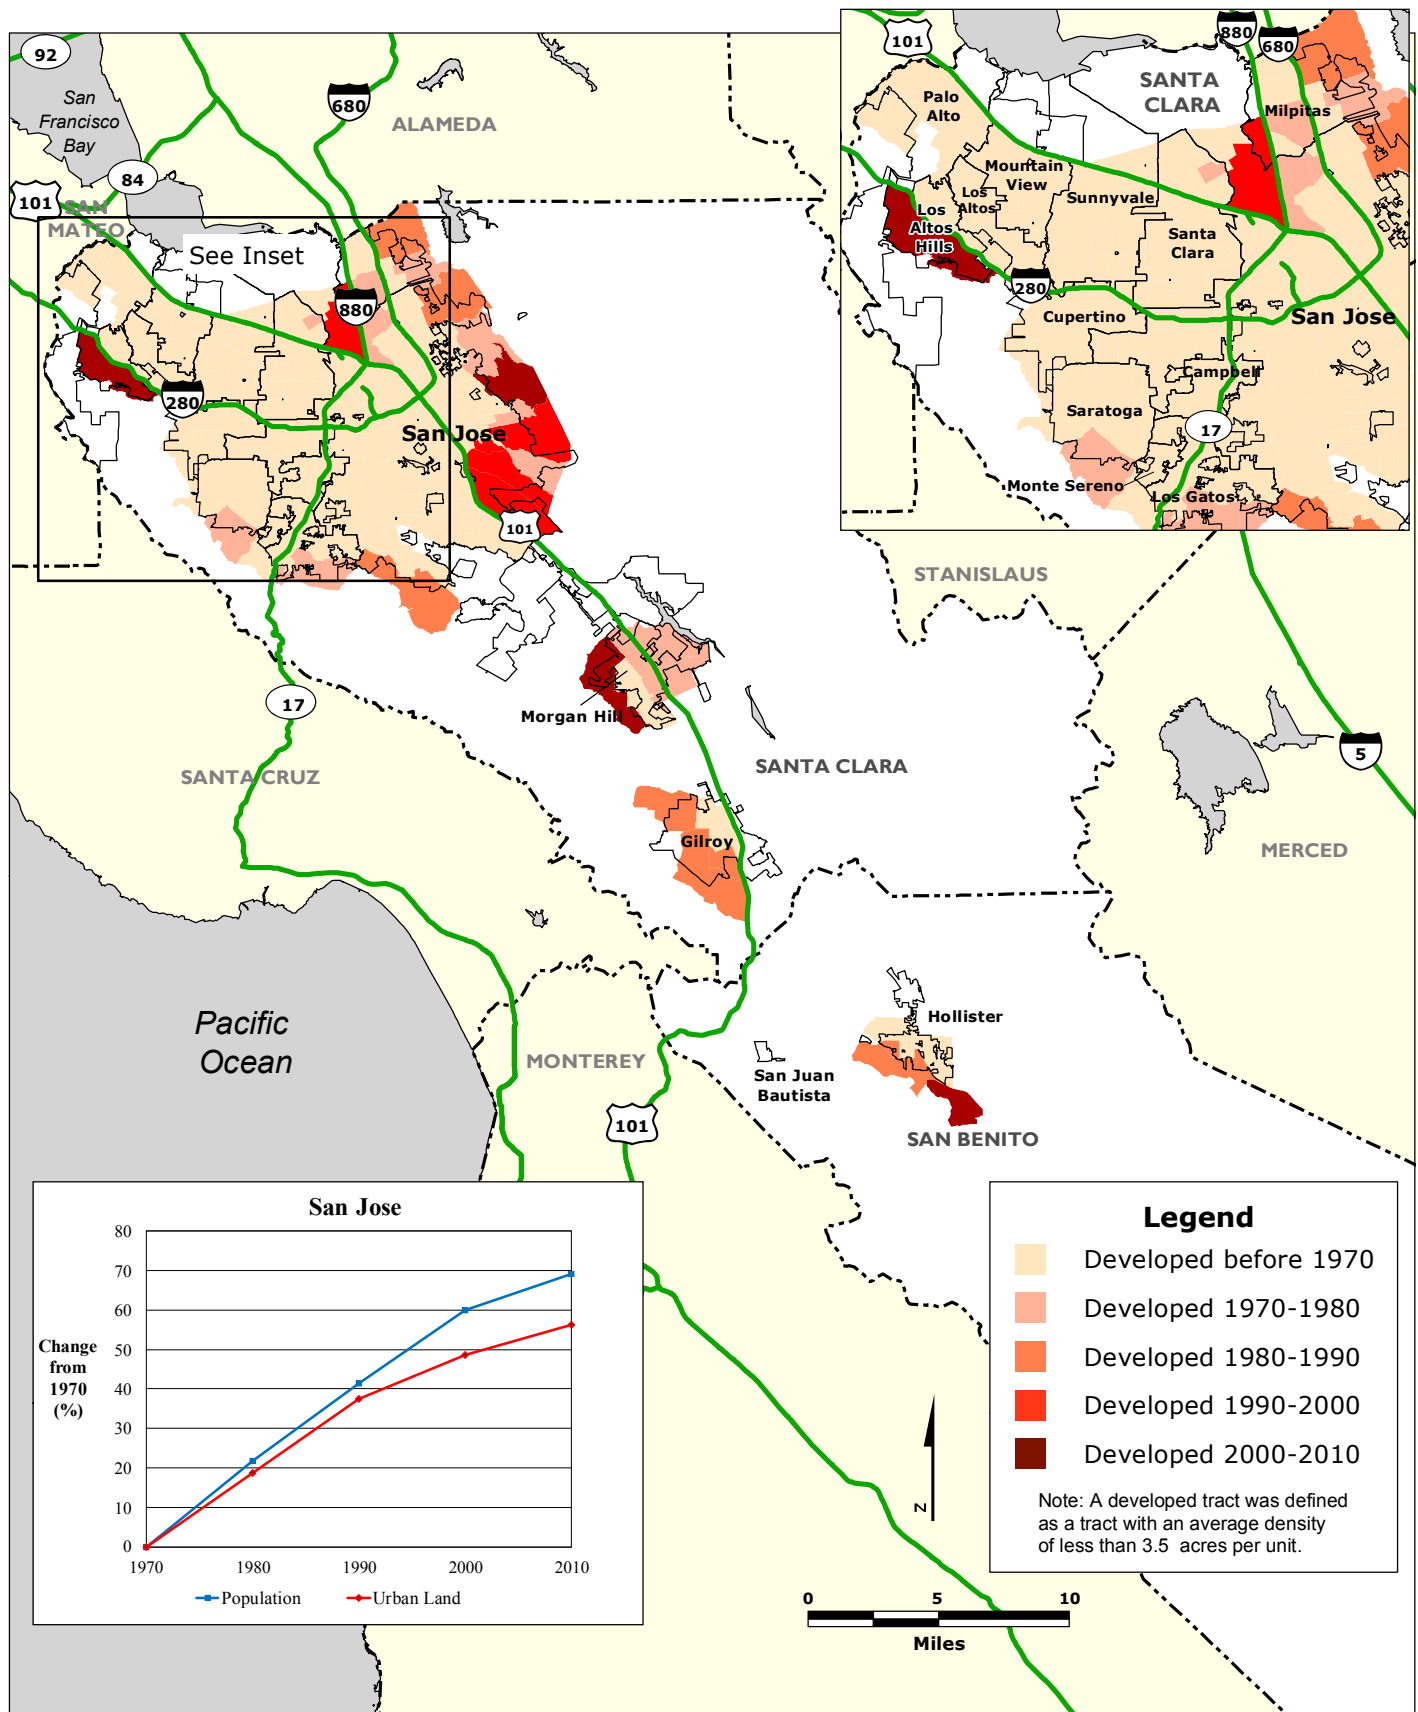 92
San
Francisco
Bay
680
ALAMEDA
84
101
SAN
MATEO
See Inset
880
280
San Jose
101
17
SANTA CRUZ
Morgan Hill
SANTA CLARA
Gilroy
STANISLAUS
5
MERCED
Pacific
Ocean
MONTEREY
101
Hollister
San Juan
Bautista
SAN BENITO
101
880
680
SANTA
CLARA
Palo
Alto
Milpitas
Mountain
View
Los
Altos
Sunnyvale
Los
Altos
Hills
Santa
Clara
280
Cupertino
San Jose
Campbell
Saratoga
17
Monte Sereno
Los Gatos
San Jose
80
70
60
50
40
30
20
10
0
Change
from
1970
(%)
1970 1980 1990 2000 2010
Population Urban Land
Legend
Developed before 1970
Developed 1970-1980
Developed 1980-1990
Developed 1990-2000
Developed 2000-2010
Note: A developed tract was defined
as a tract with an average density
of less than 3.5 acres per unit.
N
0 5 10
Miles